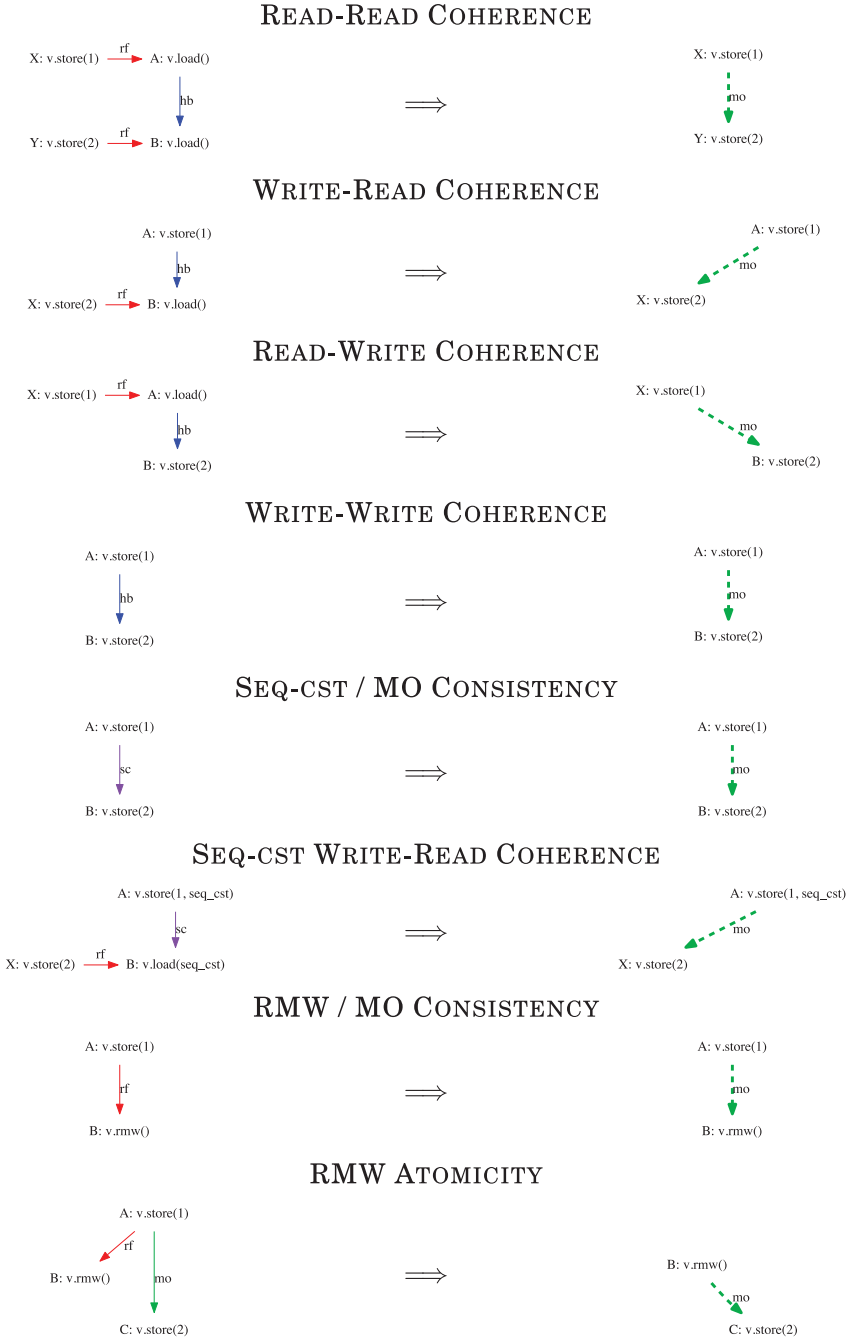 READ-READ COHERENCE
X: v.store(1) rf A: v.load() X: v.store(1)
hb ⟹ mo
Y: v.store(2) rf B: v.load() Y: v.store(2)
WRITE-READ COHERENCE
A: v.store(1) A: v.store(1)
hb ⟹ mo
X: v.store(2) rf B: v.load() X: v.store(2)
READ-WRITE COHERENCE
X: v.store(1) rf A: v.load() X: v.store(1)
hb ⟹ mo
B: v.store(2) B: v.store(2)
WRITE-WRITE COHERENCE
A: v.store(1) A: v.store(1)
hb ⟹ mo
B: v.store(2) B: v.store(2)
SEQ-CST / MO CONSISTENCY
A: v.store(1) A: v.store(1)
sc ⟹ mo
B: v.store(2) B: v.store(2)
SEQ-CST WRITE-READ COHERENCE
A: v.store(1, seq_cst) A: v.store(1, seq_cst)
sc ⟹ mo
X: v.store(2) rf B: v.load(seq_cst) X: v.store(2)
RMW / MO CONSISTENCY
A: v.store(1) A: v.store(1)
rf ⟹ mo
B: v.rmw() B: v.rmw()
RMW ATOMICITY
A: v.store(1)
rf
B: v.rmw() mo ⟹ B: v.rmw() mo
C: v.store(2) C: v.store(2)